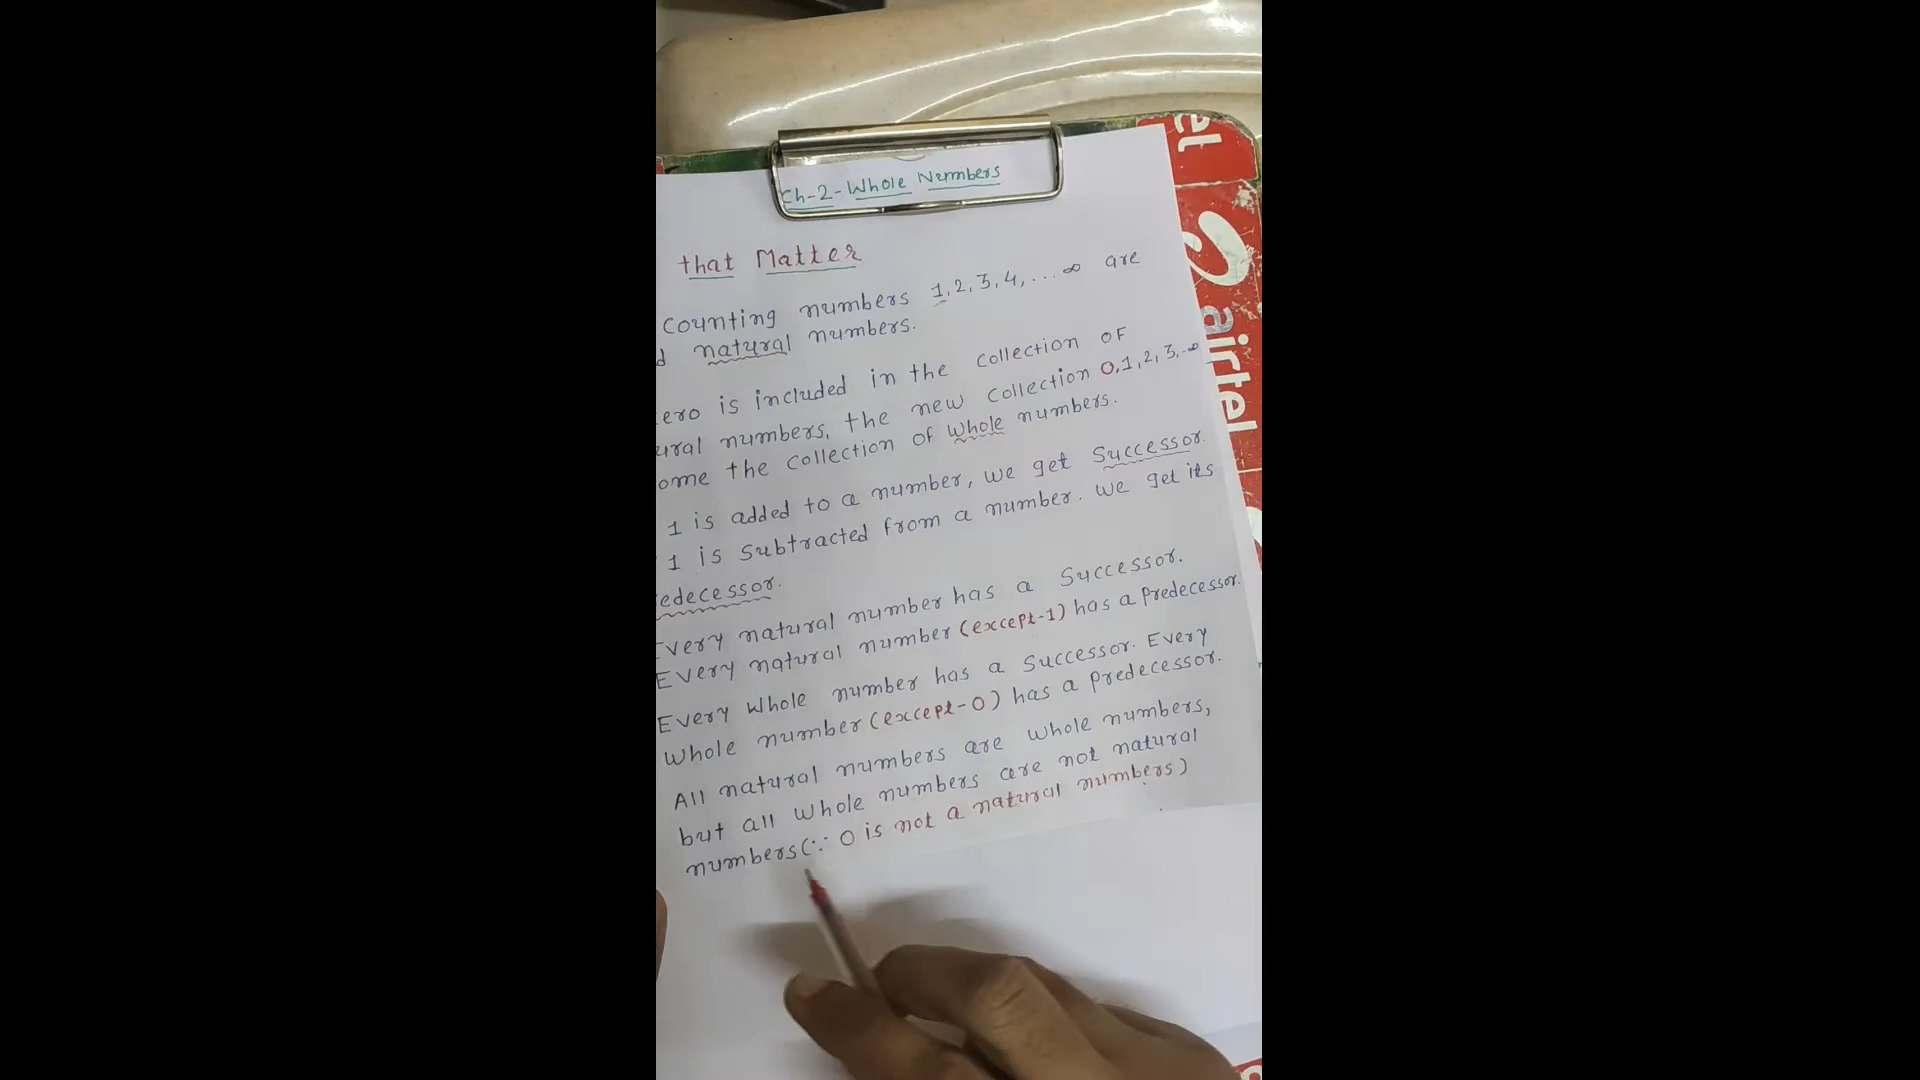 Ch-2-Whole Numbers
that Matter
counting numbers 1,2,3,4,...∞ are
d natural numbers.
ero is included in the collection of
ural numbers, the new collection 0,1,2,3,..∞
ome the collection of whole numbers.
1 is added to a number, we get Successor.
1 is subtracted from a number. We get its
edecessor.
Every natural number has a Successor.
Every natural number (except-1) has a Predecessor.
Every Whole number has a Successor. Every
Whole number (except-0) has a Predecessor.
All natural numbers are whole numbers,
but all whole numbers are not natural
numbers (∵ 0 is not a natural numbers)
el
airtel